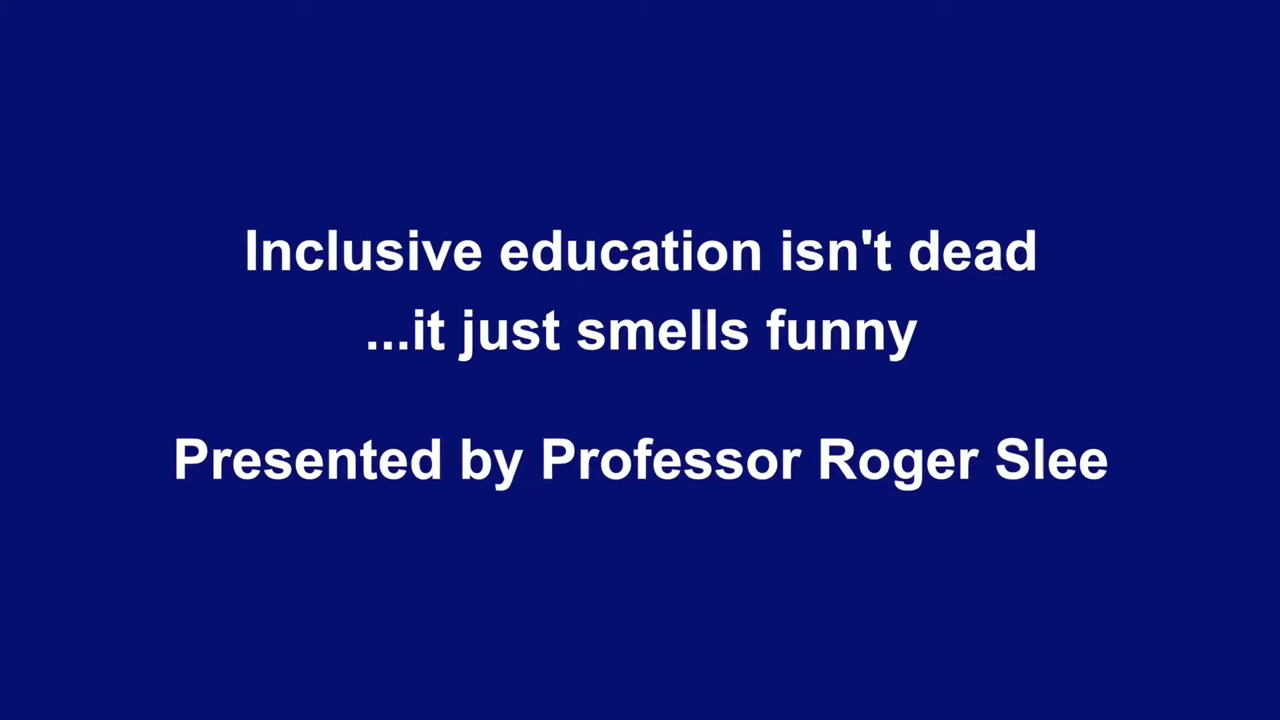 Inclusive education isn't dead
...it just smells funny
Presented by Professor Roger Slee